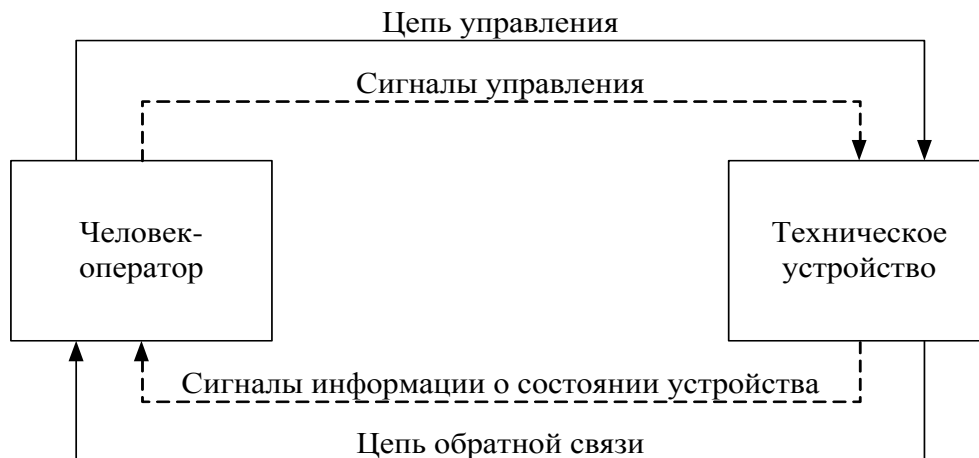 Цепь управления
Сигналы управления
Человек-
оператор
Техническое
устройство
Сигналы информации о состоянии устройства
Цепь обратной связи